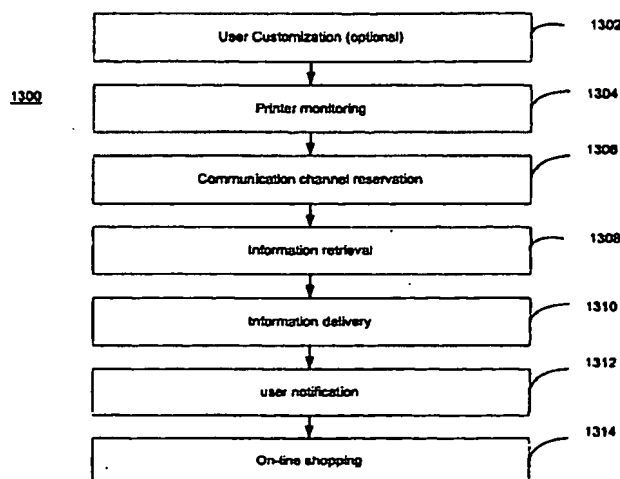 User Customization (optional)
1302
1300
Printer monitoring
1304
Communication channel reservation
1306
Information retrieval
1308
Information delivery
1310
user notification
1312
On-line shopping
1314